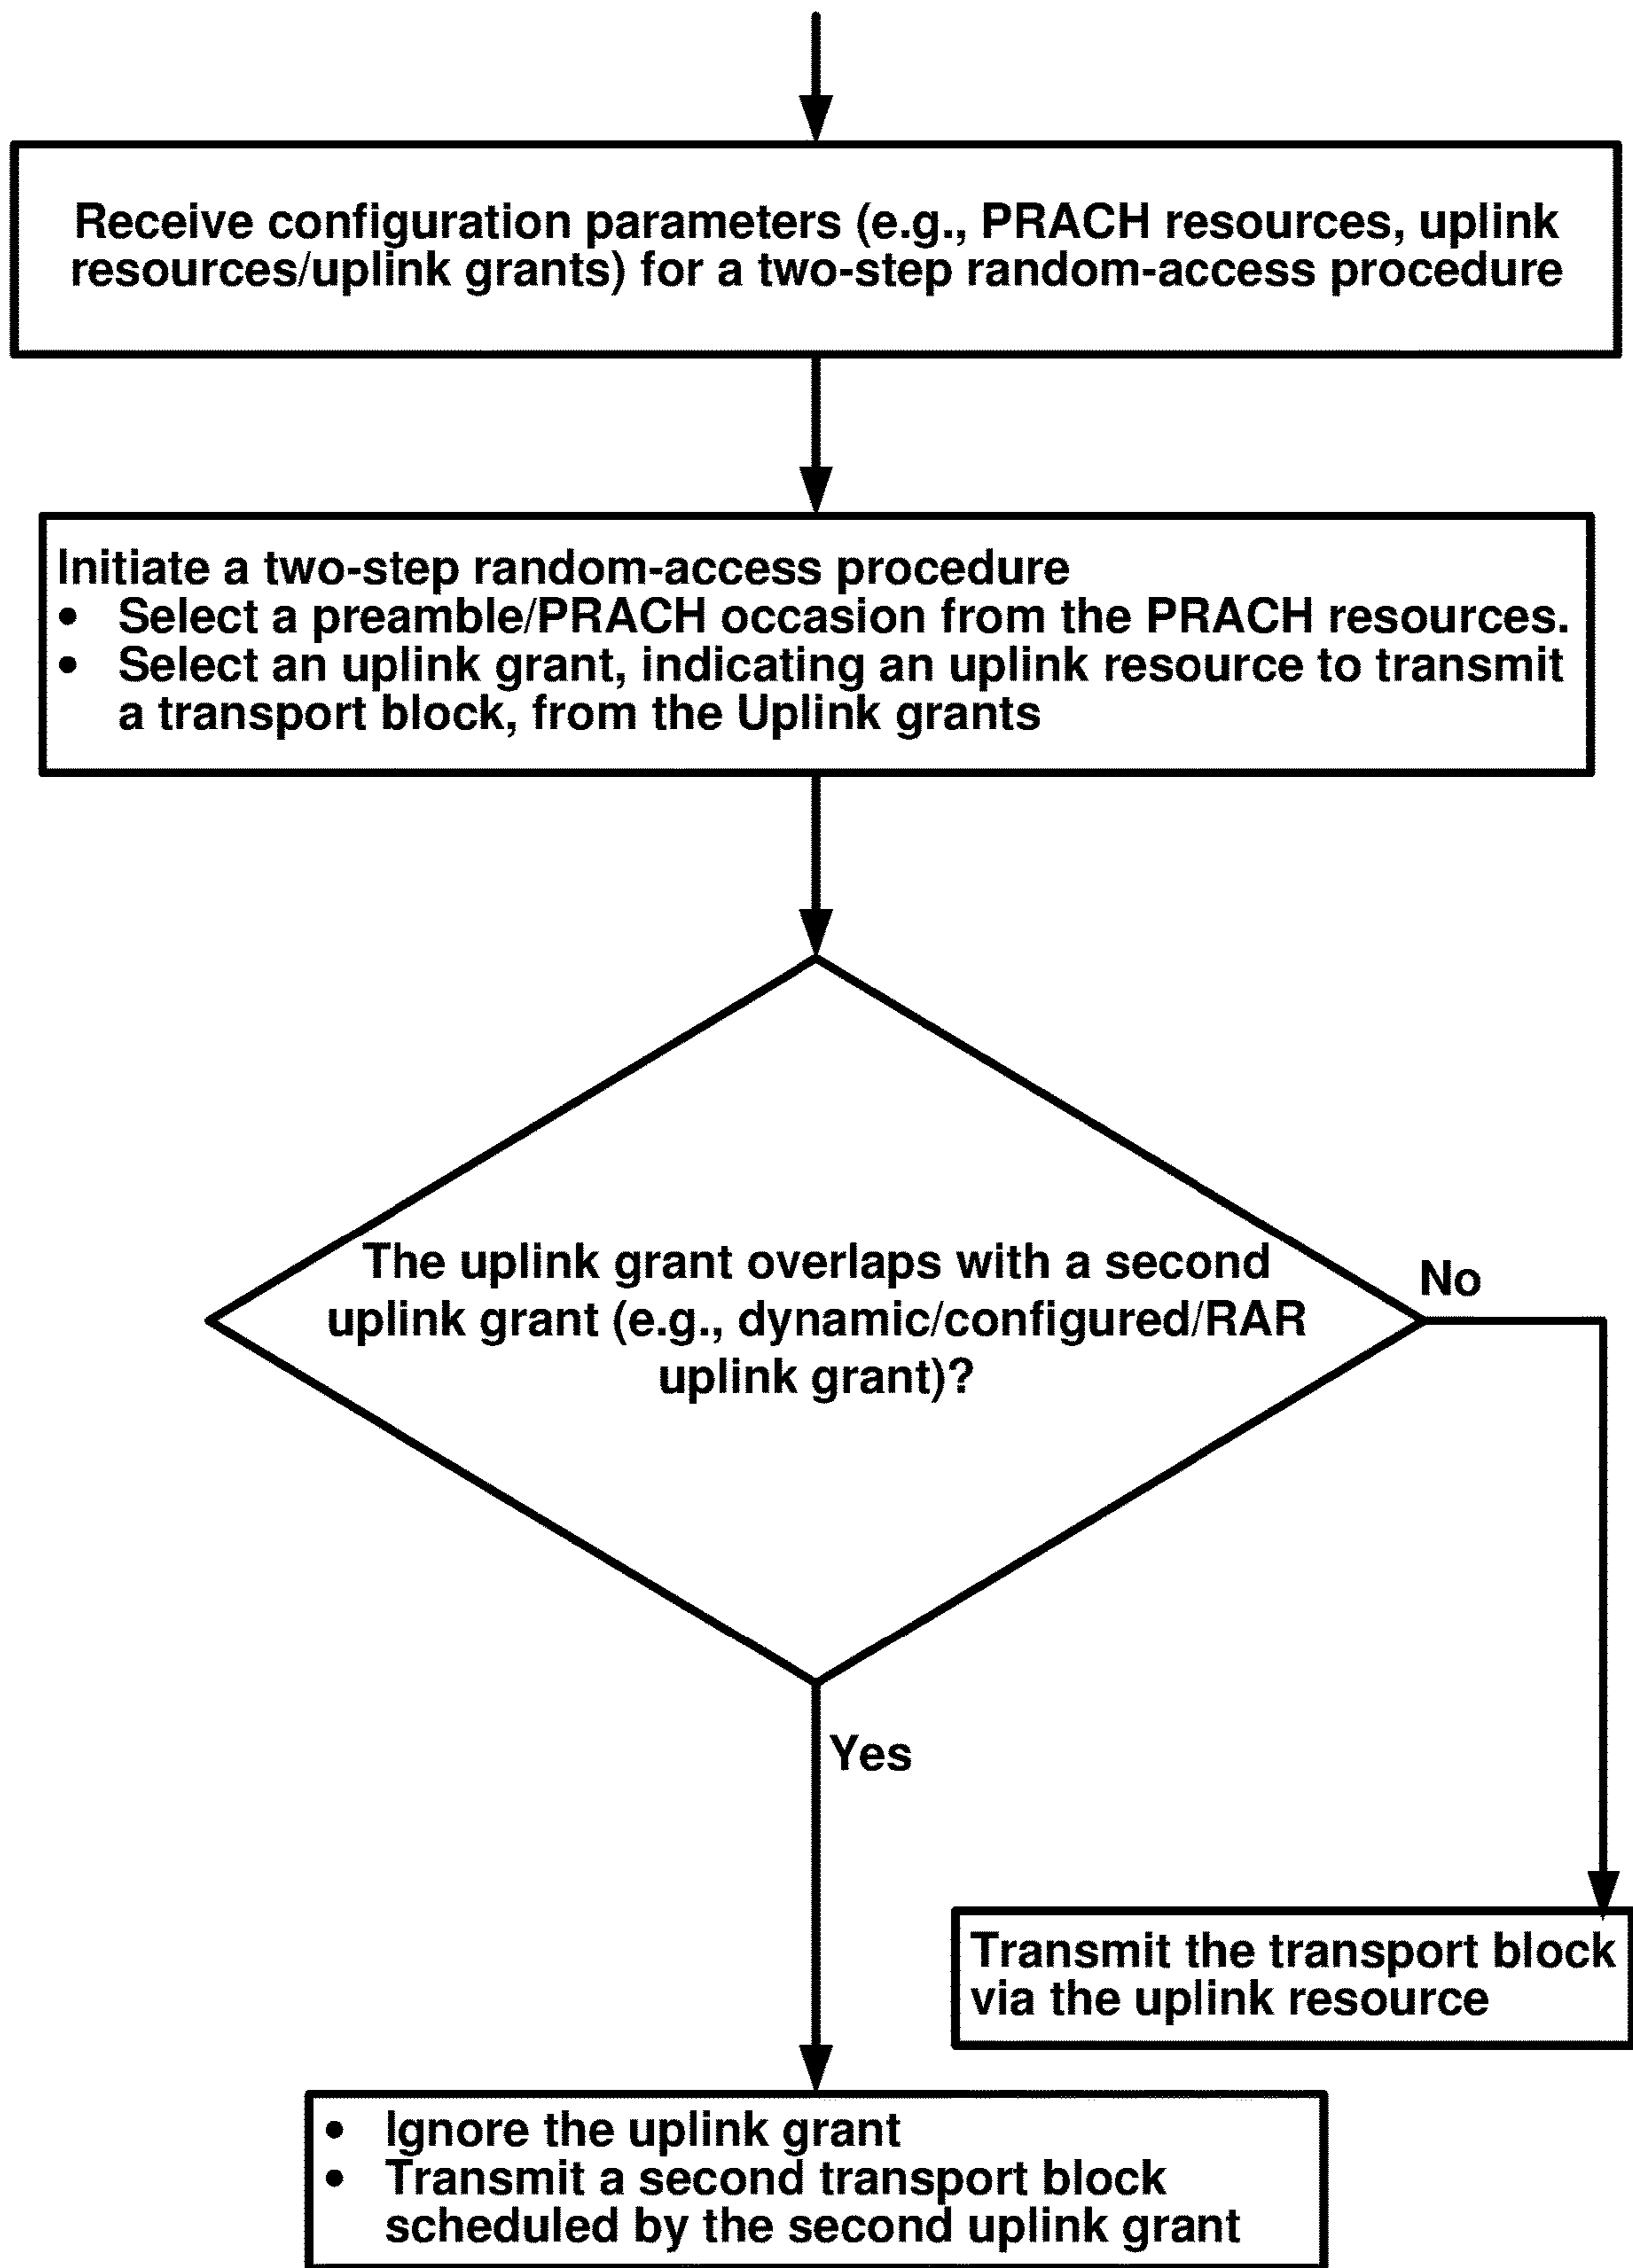 Receive configuration parameters (e.g., PRACH resources, uplink
resources/uplink grants) for a two-step random-access procedure
Initiate a two-step random-access procedure
• Select a preamble/PRACH occasion from the PRACH resources.
• Select an uplink grant, indicating an uplink resource to transmit
a transport block, from the Uplink grants
The uplink grant overlaps with a second
uplink grant (e.g., dynamic/configured/RAR
uplink grant)?
No
Yes
Transmit the transport block
via the uplink resource
• Ignore the uplink grant
• Transmit a second transport block
scheduled by the second uplink grant